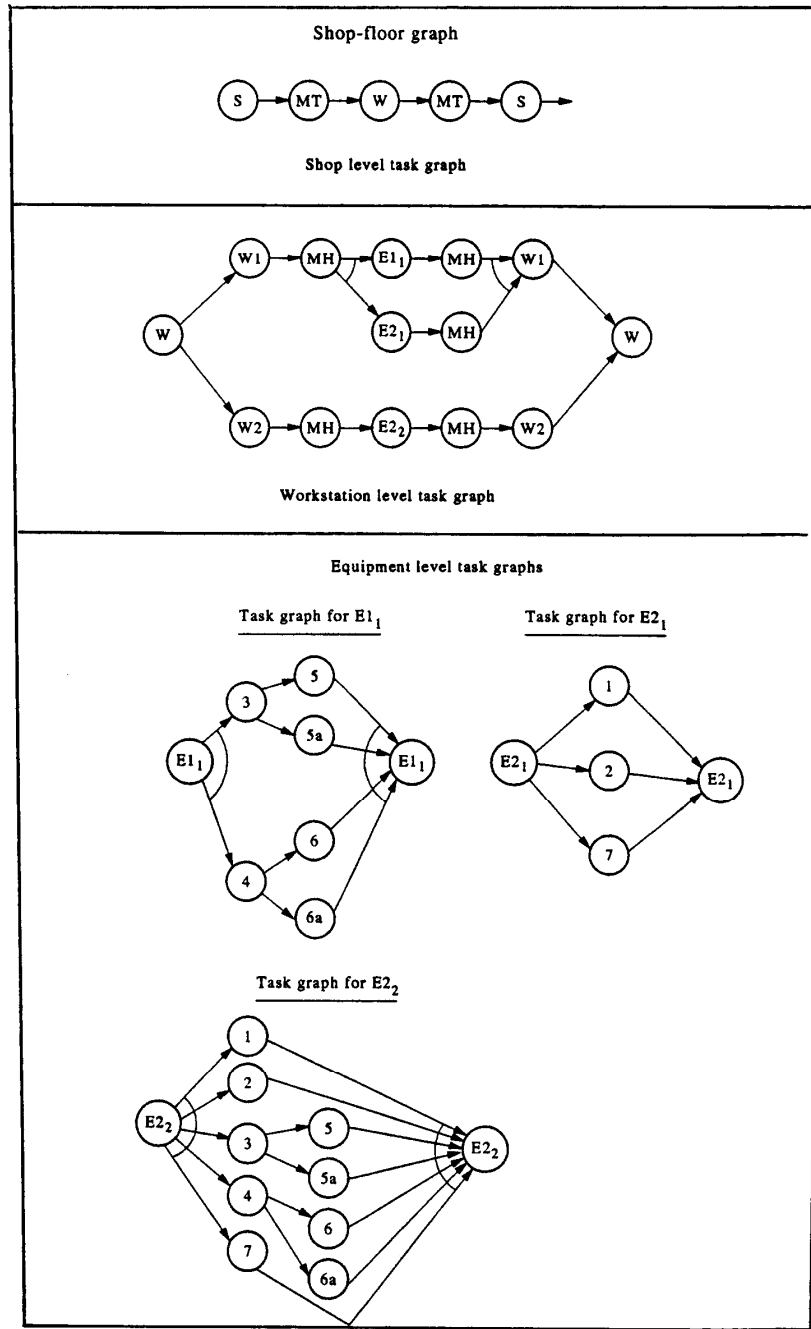 Shop-floor graph
S MT W MT S
Shop level task graph
W1 MH E1₁ MH W1
E2₁ MH
W W
W2 MH E2₂ MH W2
Workstation level task graph
Equipment level task graphs
Task graph for E1₁
5
3
5a
E1₁ E1₁
6
4
6a
Task graph for E2₁
1
E2₁ 2 E2₁
7
Task graph for E2₂
1
2
E2₂ 3 5 E2₂
5a
4
6
7
6a